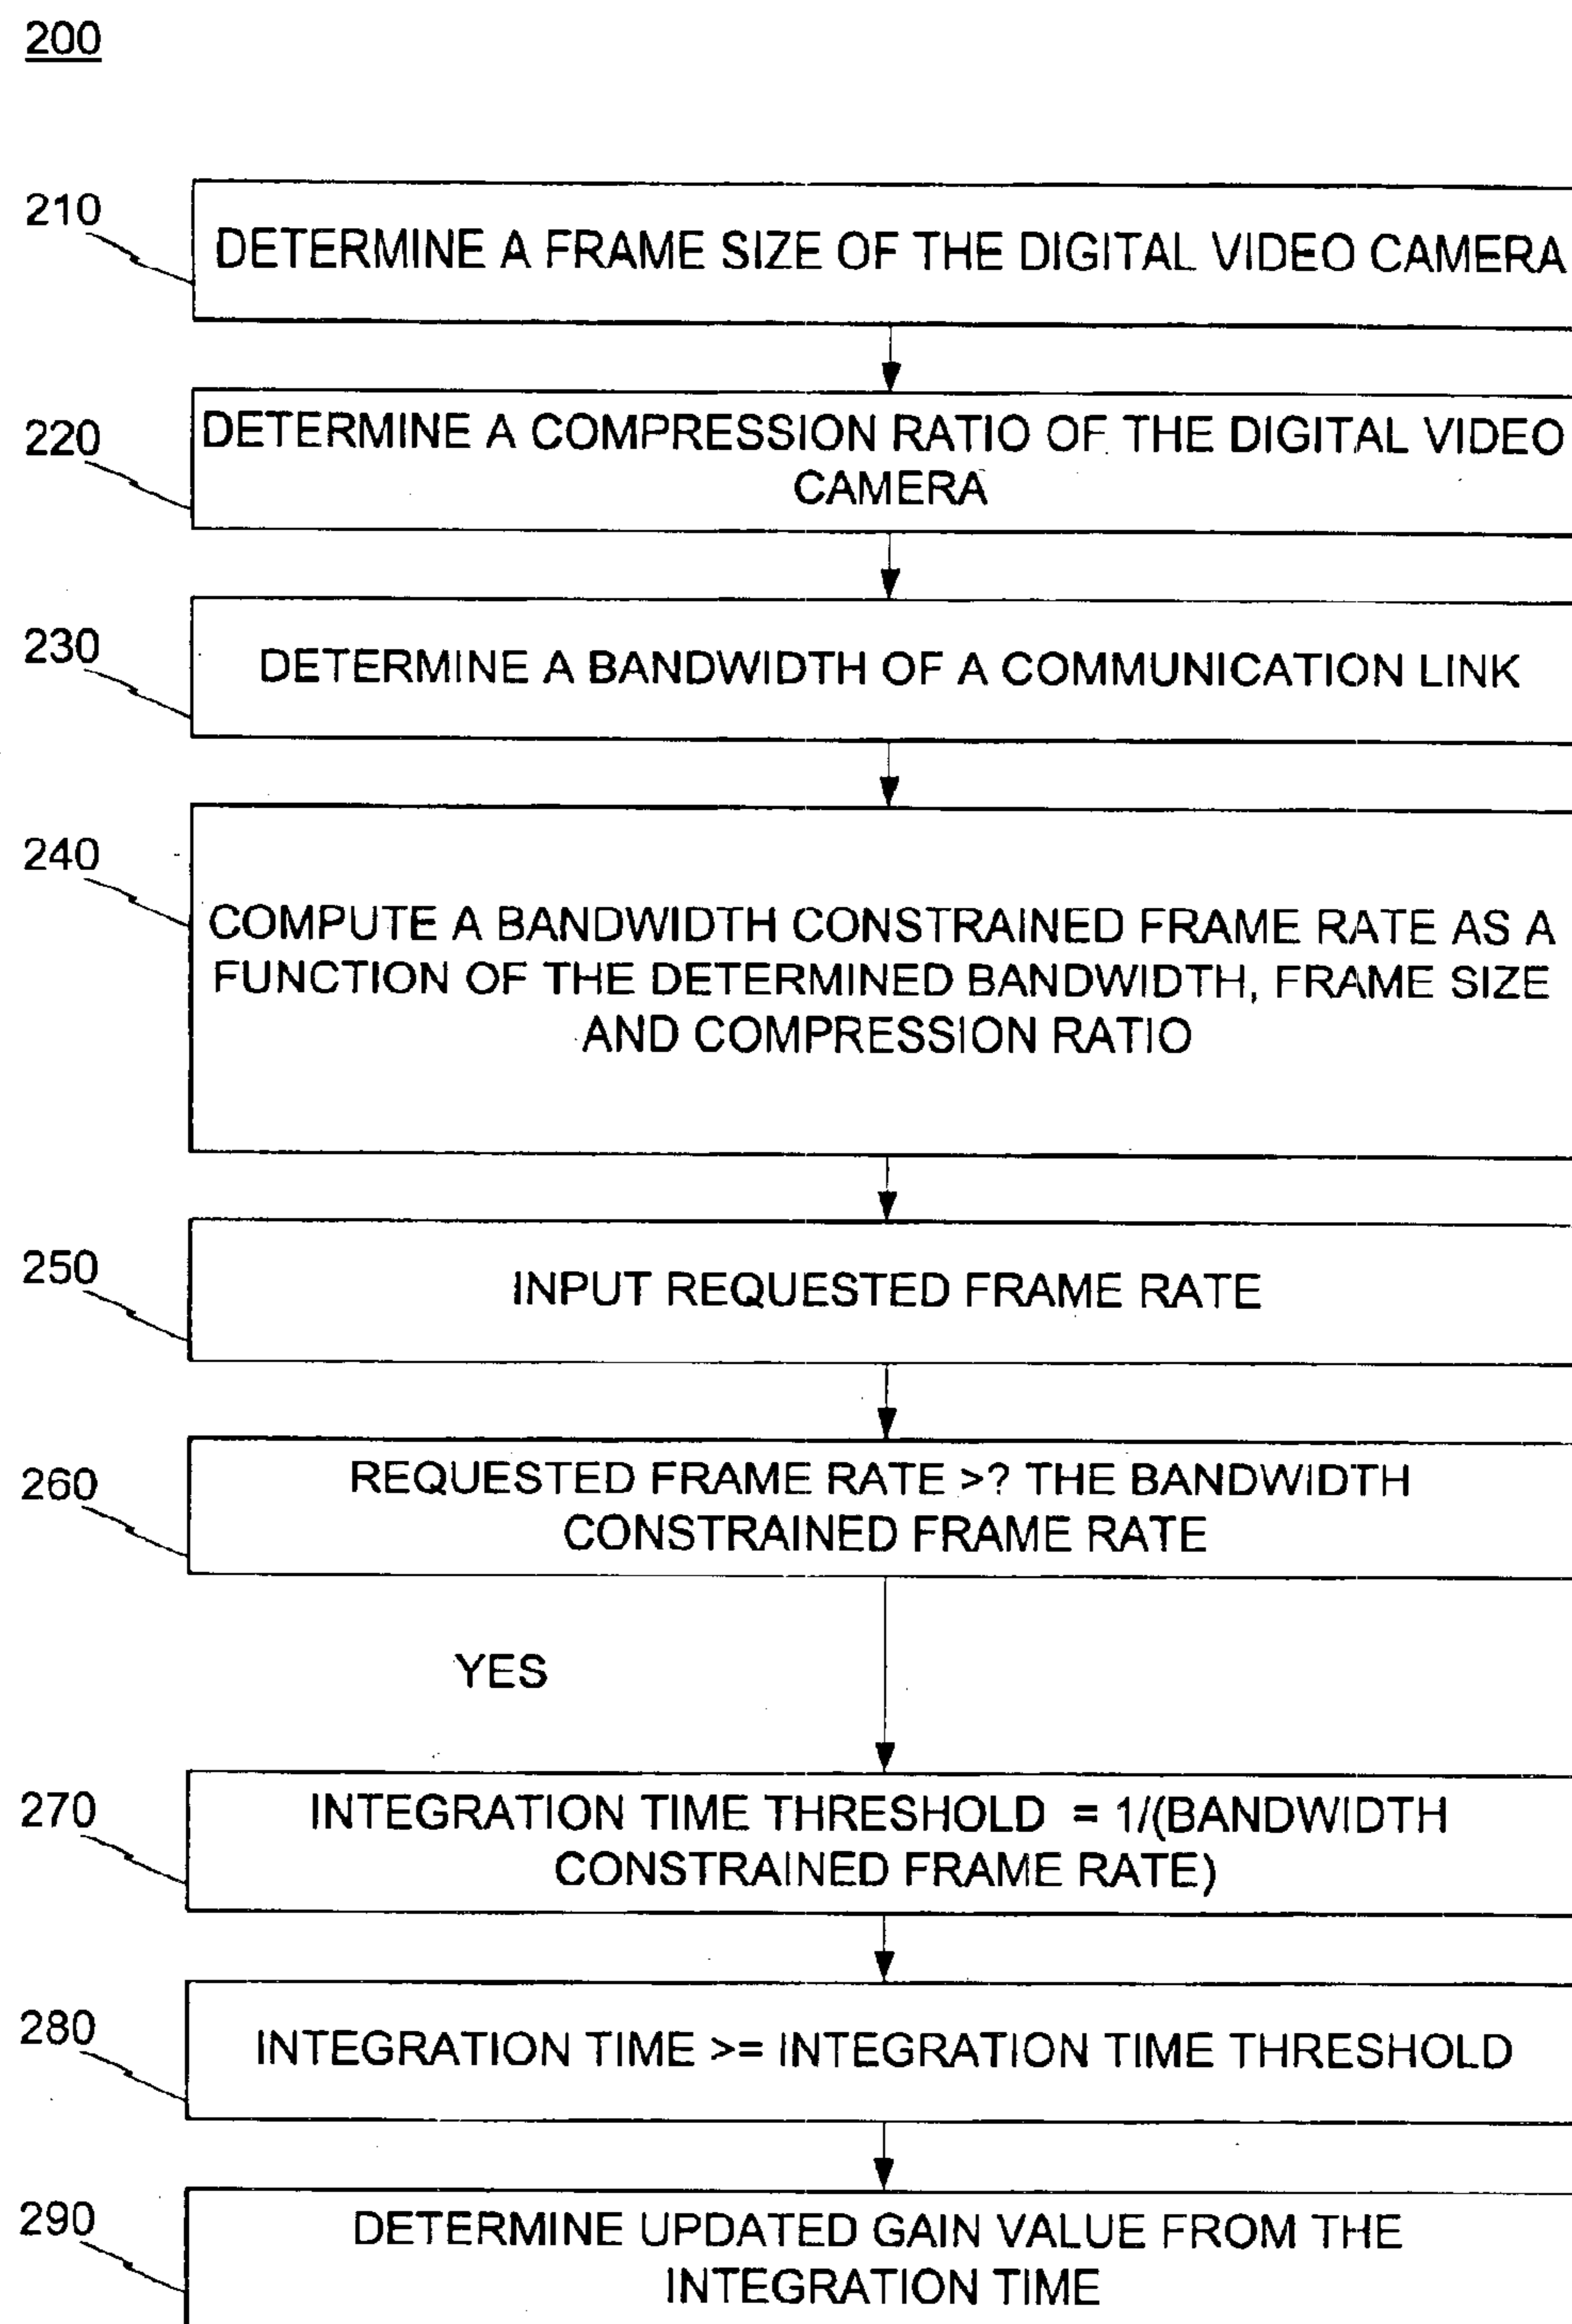 200
210
DETERMINE A FRAME SIZE OF THE DIGITAL VIDEO CAMERA
220
DETERMINE A COMPRESSION RATIO OF THE DIGITAL VIDEO
CAMERA
230
DETERMINE A BANDWIDTH OF A COMMUNICATION LINK
240
COMPUTE A BANDWIDTH CONSTRAINED FRAME RATE AS A
FUNCTION OF THE DETERMINED BANDWIDTH, FRAME SIZE
AND COMPRESSION RATIO
250
INPUT REQUESTED FRAME RATE
260
REQUESTED FRAME RATE >? THE BANDWIDTH
CONSTRAINED FRAME RATE
YES
270
INTEGRATION TIME THRESHOLD = 1/(BANDWIDTH
CONSTRAINED FRAME RATE)
280
INTEGRATION TIME >= INTEGRATION TIME THRESHOLD
290
DETERMINE UPDATED GAIN VALUE FROM THE
INTEGRATION TIME